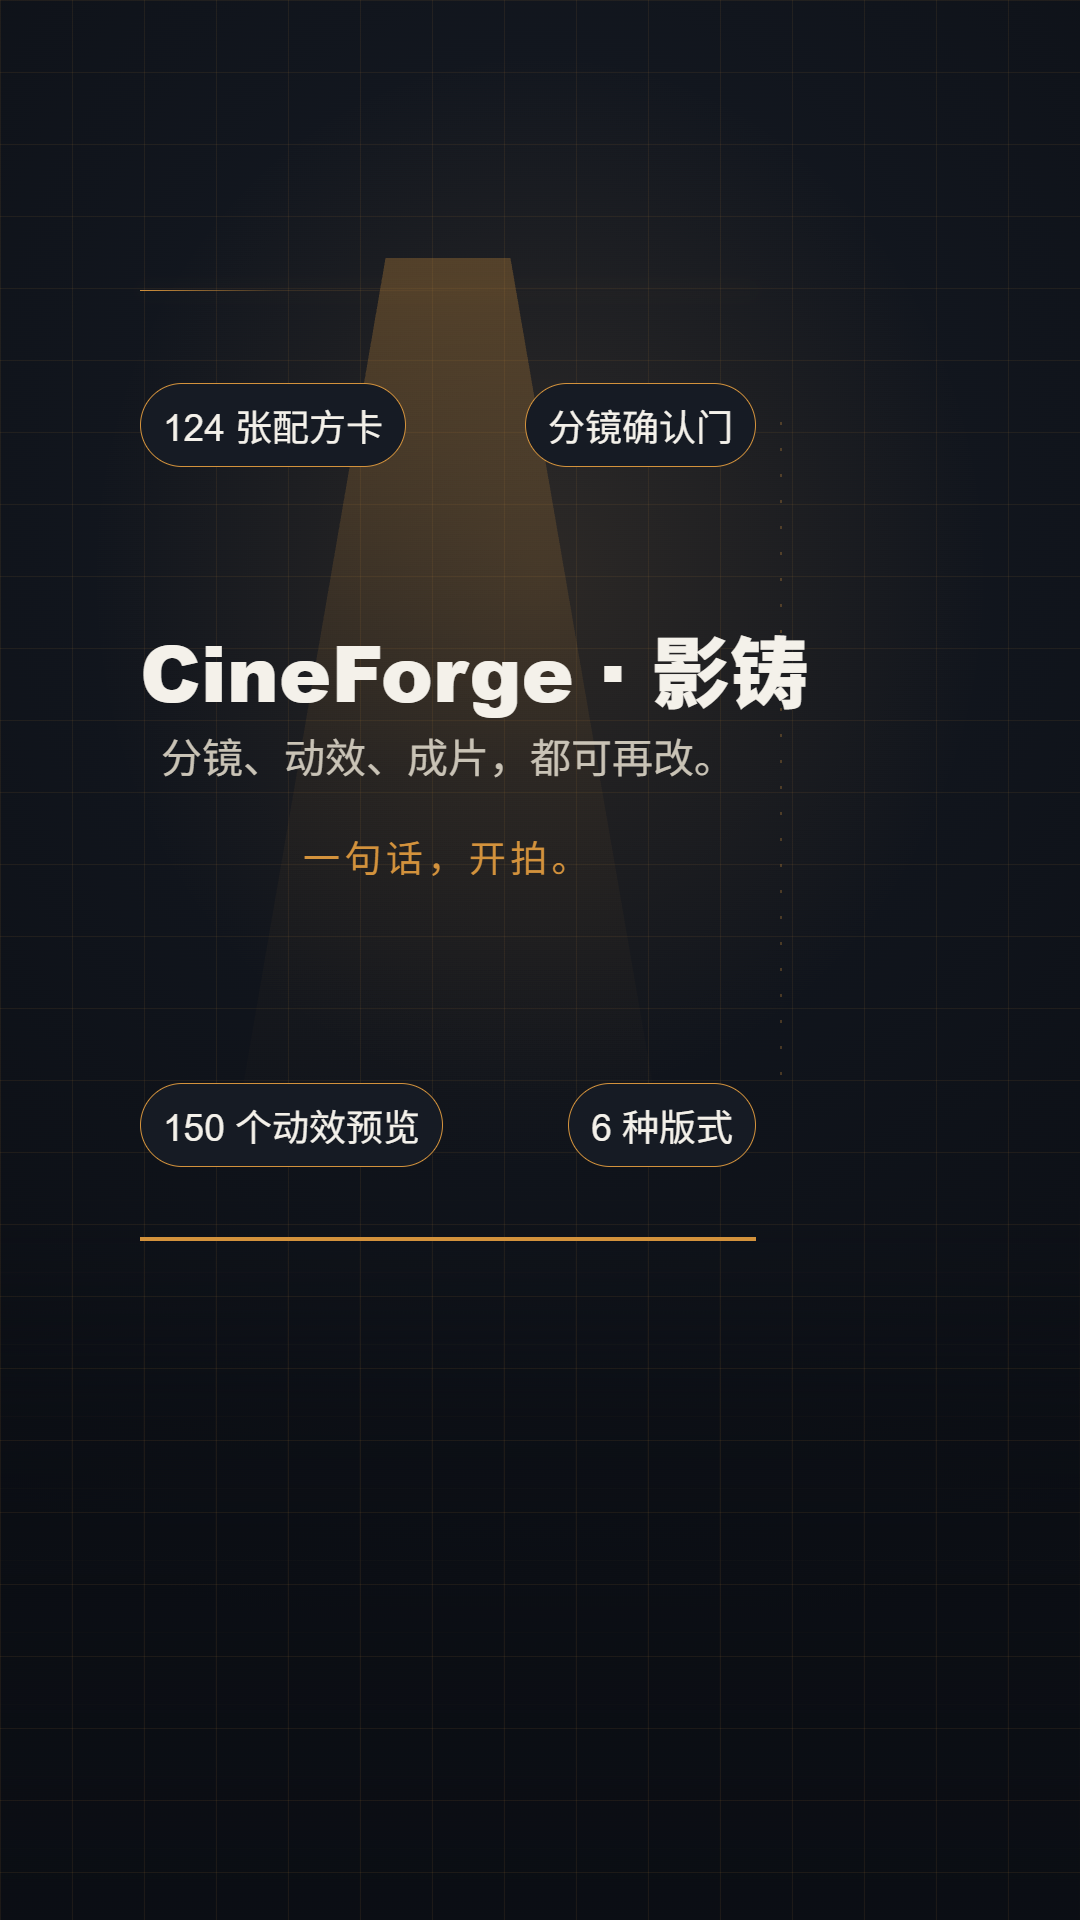 124 张配方卡
分镜确认门
CineForge · 影铸
分镜、动效、成片，都可再改。
一句话，开拍。
150 个动效预览
6 种版式